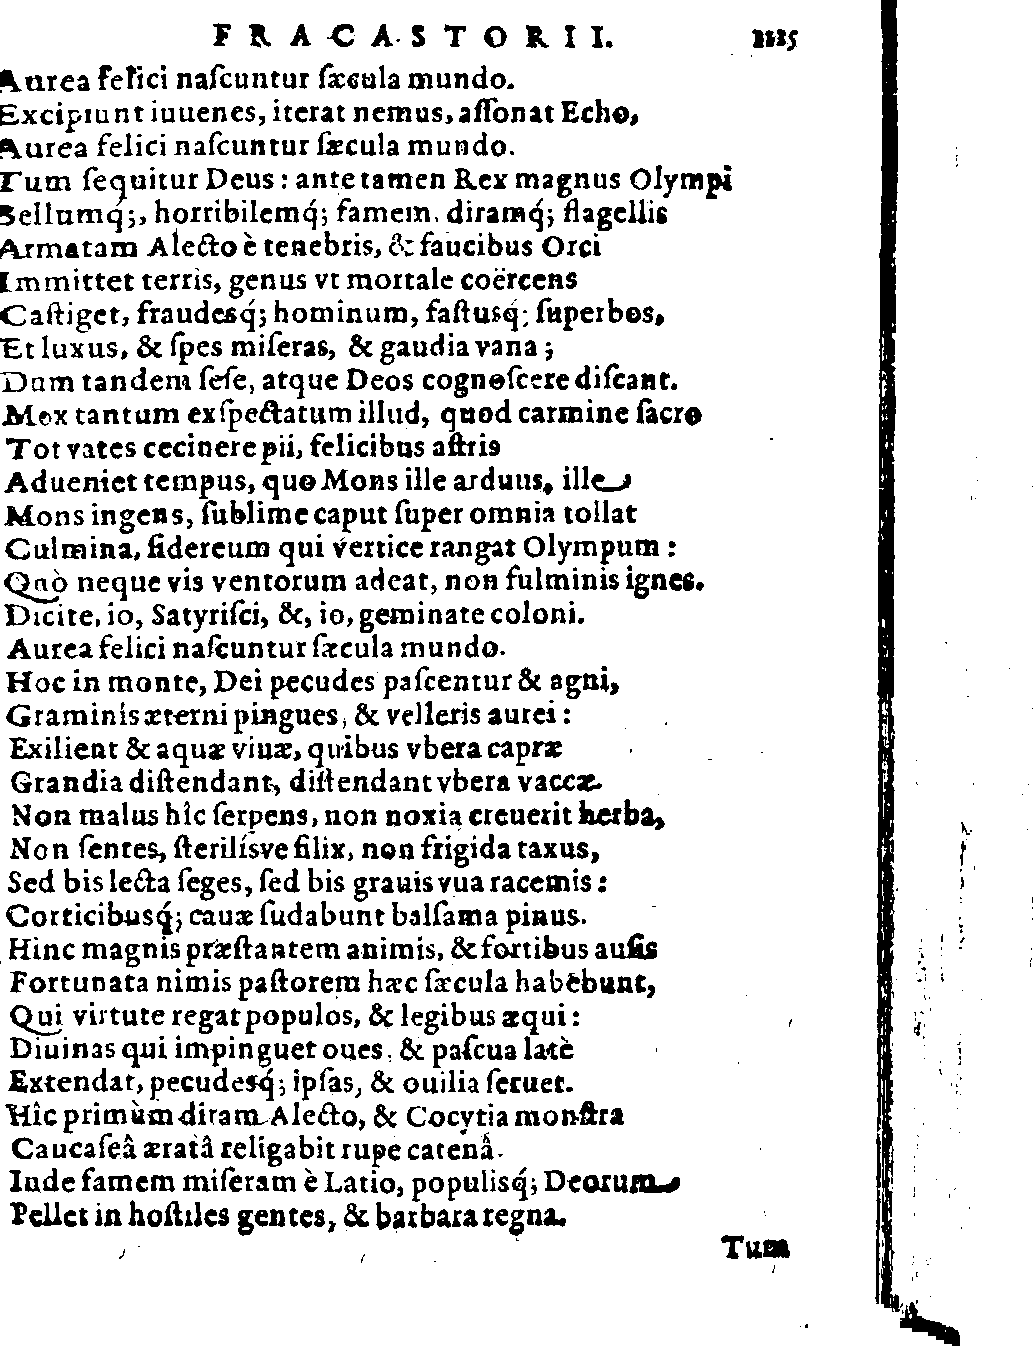 FRACASTORII. 1115
Aurea felici naſcuntur ſæcula mundo.
Excipiunt iuuenes, iterat nemus, aſſonat Echo,
Aurea felici naſcuntur ſæcula mundo.
Tum ſequitur Deus: ante tamen Rex magnus Olympi
Bellumq́;, horribilemq́; famem, diramq́; flagellis
Armatam Alecto è tenebris, & faucibus Orci
Immittet terris, genus vt mortale coërcens
Caſtiget, fraudesq́; hominum, faſtusq́; ſuperbos,
Et luxus, & ſpes miſeras, & gaudia vana;
Dum tandem ſeſe, atque Deos cognoſcere diſcant.
Mox tantum exſpectatum illud, quod carmine ſacro
Tot vates cecinere pii, felicibus aſtris
Adueniet tempus, quo Mons ille arduus, ille
Mons ingens, ſublime caput ſuper omnia tollat
Culmina, ſidereum qui vertice tangat Olympum:
Quò neque vis ventorum adeat, non fulminis ignes.
Dicite, io, Satyriſci, &, io, geminate coloni.
Aurea felici naſcuntur ſæcula mundo.
Hoc in monte, Dei pecudes paſcentur & agni,
Graminis æterni pingues, & velleris aurei:
Exilient & aquæ viuæ, quibus vbera capræ
Grandia diſtendant, diſtendant vbera vaccæ.
Non malus hîc ſerpens, non noxia creuerit herba,
Non ſentes, ſteriliſve filix, non frigida taxus,
Sed bis lecta ſeges, ſed bis grauis vua racemis:
Corticibusq́; cauæ ſudabunt balſama pinus.
Hinc magnis præſtantem animis, & fortibus auſis
Fortunata nimis paſtorem hæc ſæcula habebunt,
Qui virtute regat populos, & legibus æqui:
Diuinas qui impinguet oues, & paſcua latè
Extendat, pecudesq́; ipſas, & ouilia ſeruet.
Hîc primùm diram Alecto, & Cocytia monſtra
Caucaſeâ æratâ religabit rupe catenâ.
Inde famem miſeram è Latio, populisq́; Deorum
Pellet in hoſtiles gentes, & barbara regna.
Tum